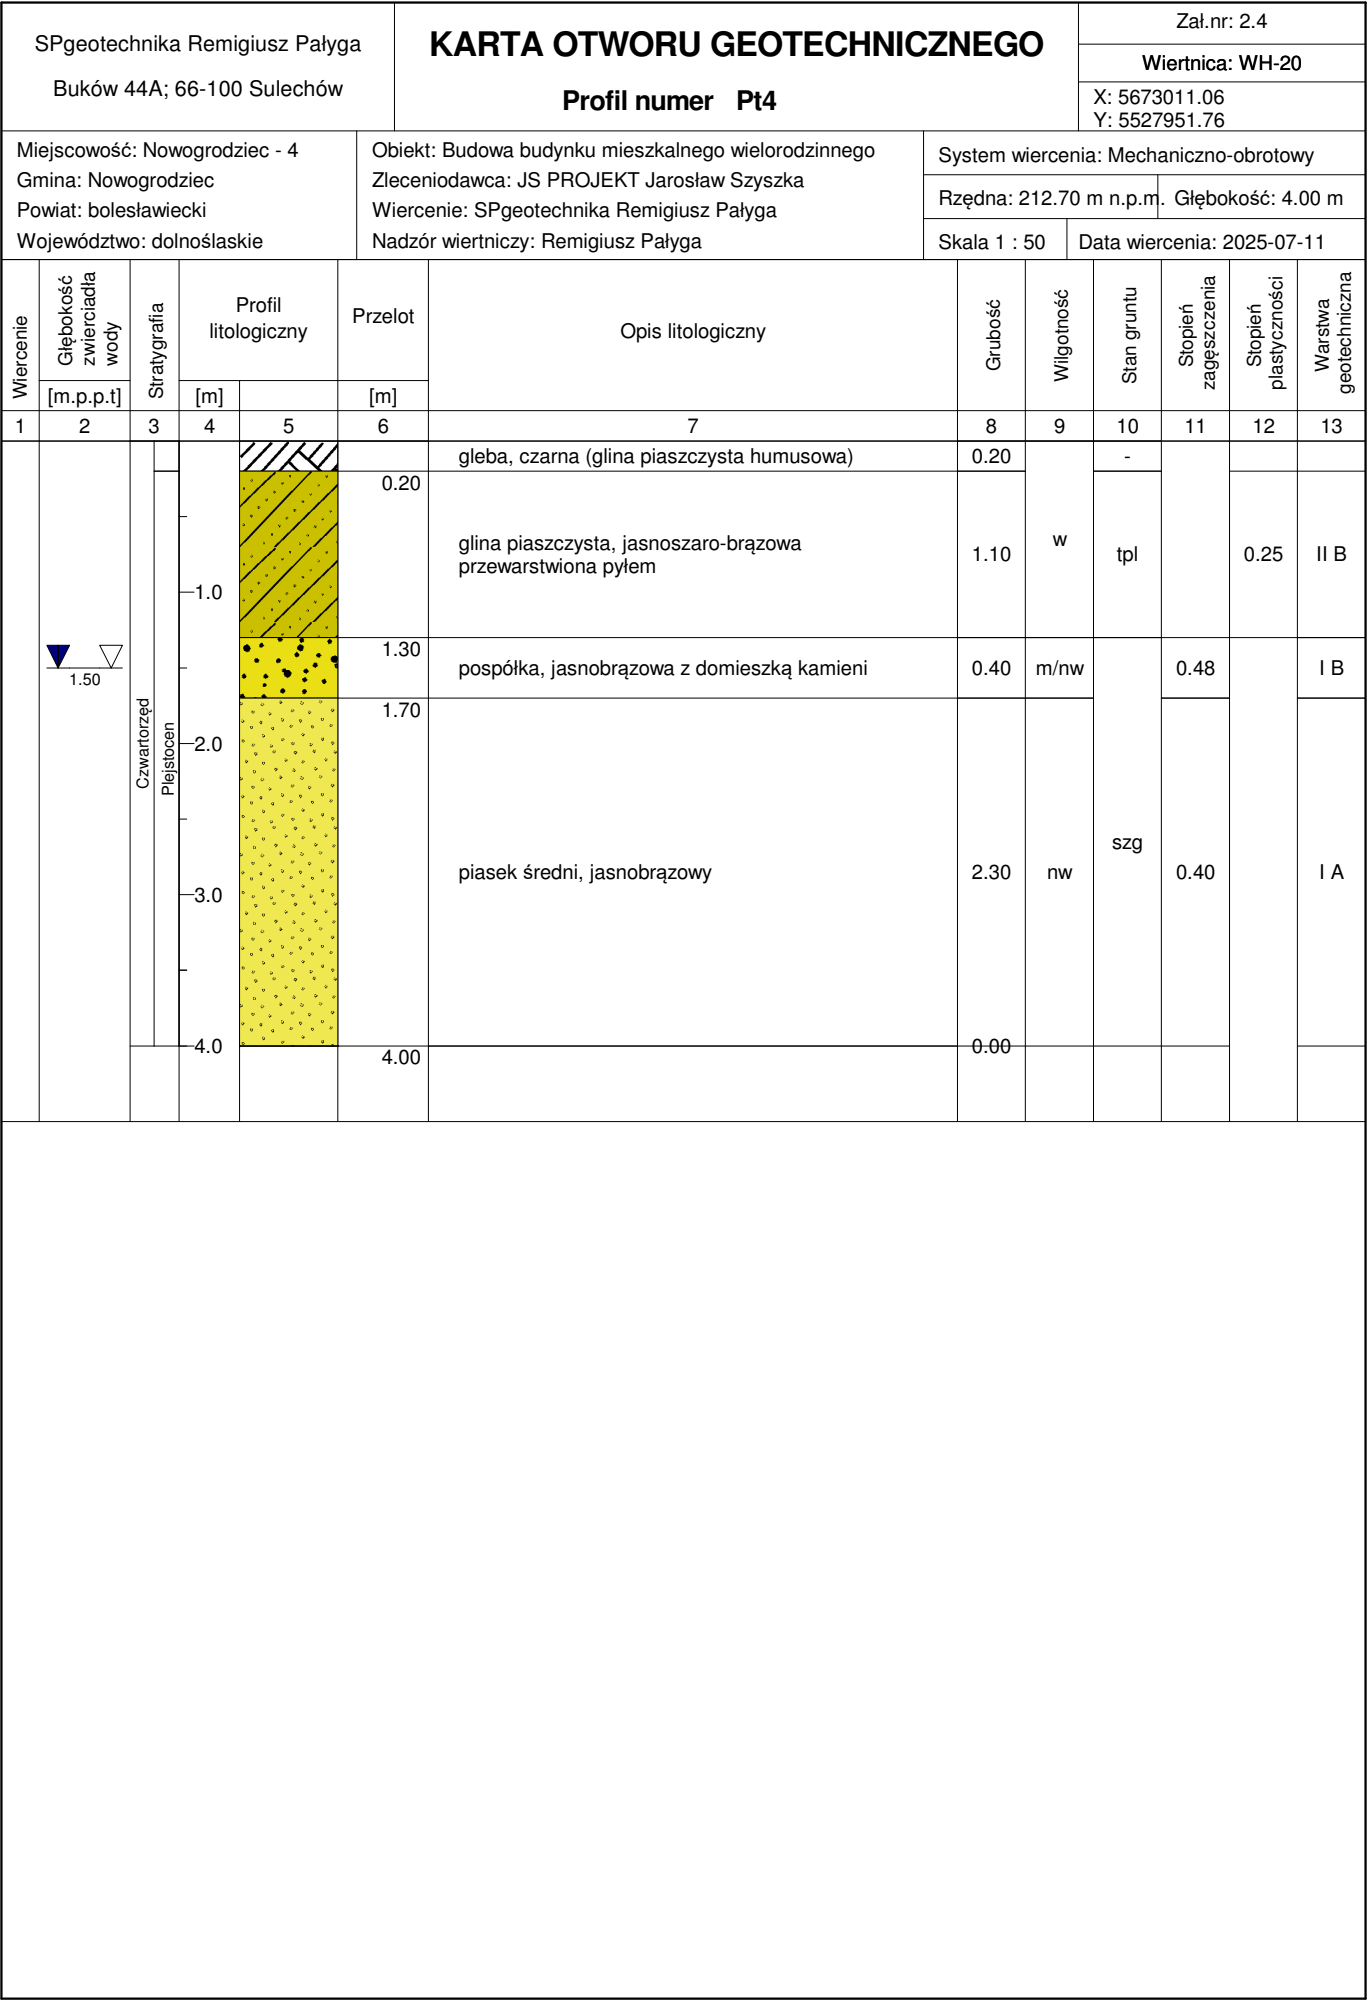 SPgeotechnika Remigiusz Pałyga
Buków 44A; 66-100 Sulechów
KARTA OTWORU GEOTECHNICZNEGO
Profil numer Pt4
Zał.nr: 2.4
Wiertnica: WH-20
X: 5673011.06
Y: 5527951.76
Miejscowość: Nowogrodziec - 4
Gmina: Nowogrodziec
Powiat: bolesławiecki
Województwo: dolnoślaskie
Obiekt: Budowa budynku mieszkalnego wielorodzinnego
Zleceniodawca: JS PROJEKT Jarosław Szyszka
Wiercenie: SPgeotechnika Remigiusz Pałyga
Nadzór wiertniczy: Remigiusz Pałyga
System wiercenia: Mechaniczno-obrotowy
Rzędna: 212.70 m n.p.m. Głębokość: 4.00 m
Skala 1 : 50 Data wiercenia: 2025-07-11
Wiercenie
Głębokość
zwierciadła
wody
[m.p.p.t]
Stratygrafia
Profil
litologiczny
[m]
Przelot
[m]
Opis litologiczny
Grubość
Wilgotność
Stan gruntu
Stopień
zagęszczenia
Stopień
plastyczności
Warstwa
geotechniczna
1 2 3 4 5 6 7 8 9 10 11 12 13
gleba, czarna (glina piaszczysta humusowa) 0.20 -
0.20
glina piaszczysta, jasnoszaro-brązowa
przewarstwiona pyłem
1.10 w tpl 0.25 II B
1.0
1.30
1.50
pospółka, jasnobrązowa z domieszką kamieni 0.40 m/nw 0.48 I B
1.70
Czwartorzęd
Plejstocen
2.0
szg
piasek średni, jasnobrązowy 2.30 nw 0.40 I A
3.0
4.0
4.00
0.00